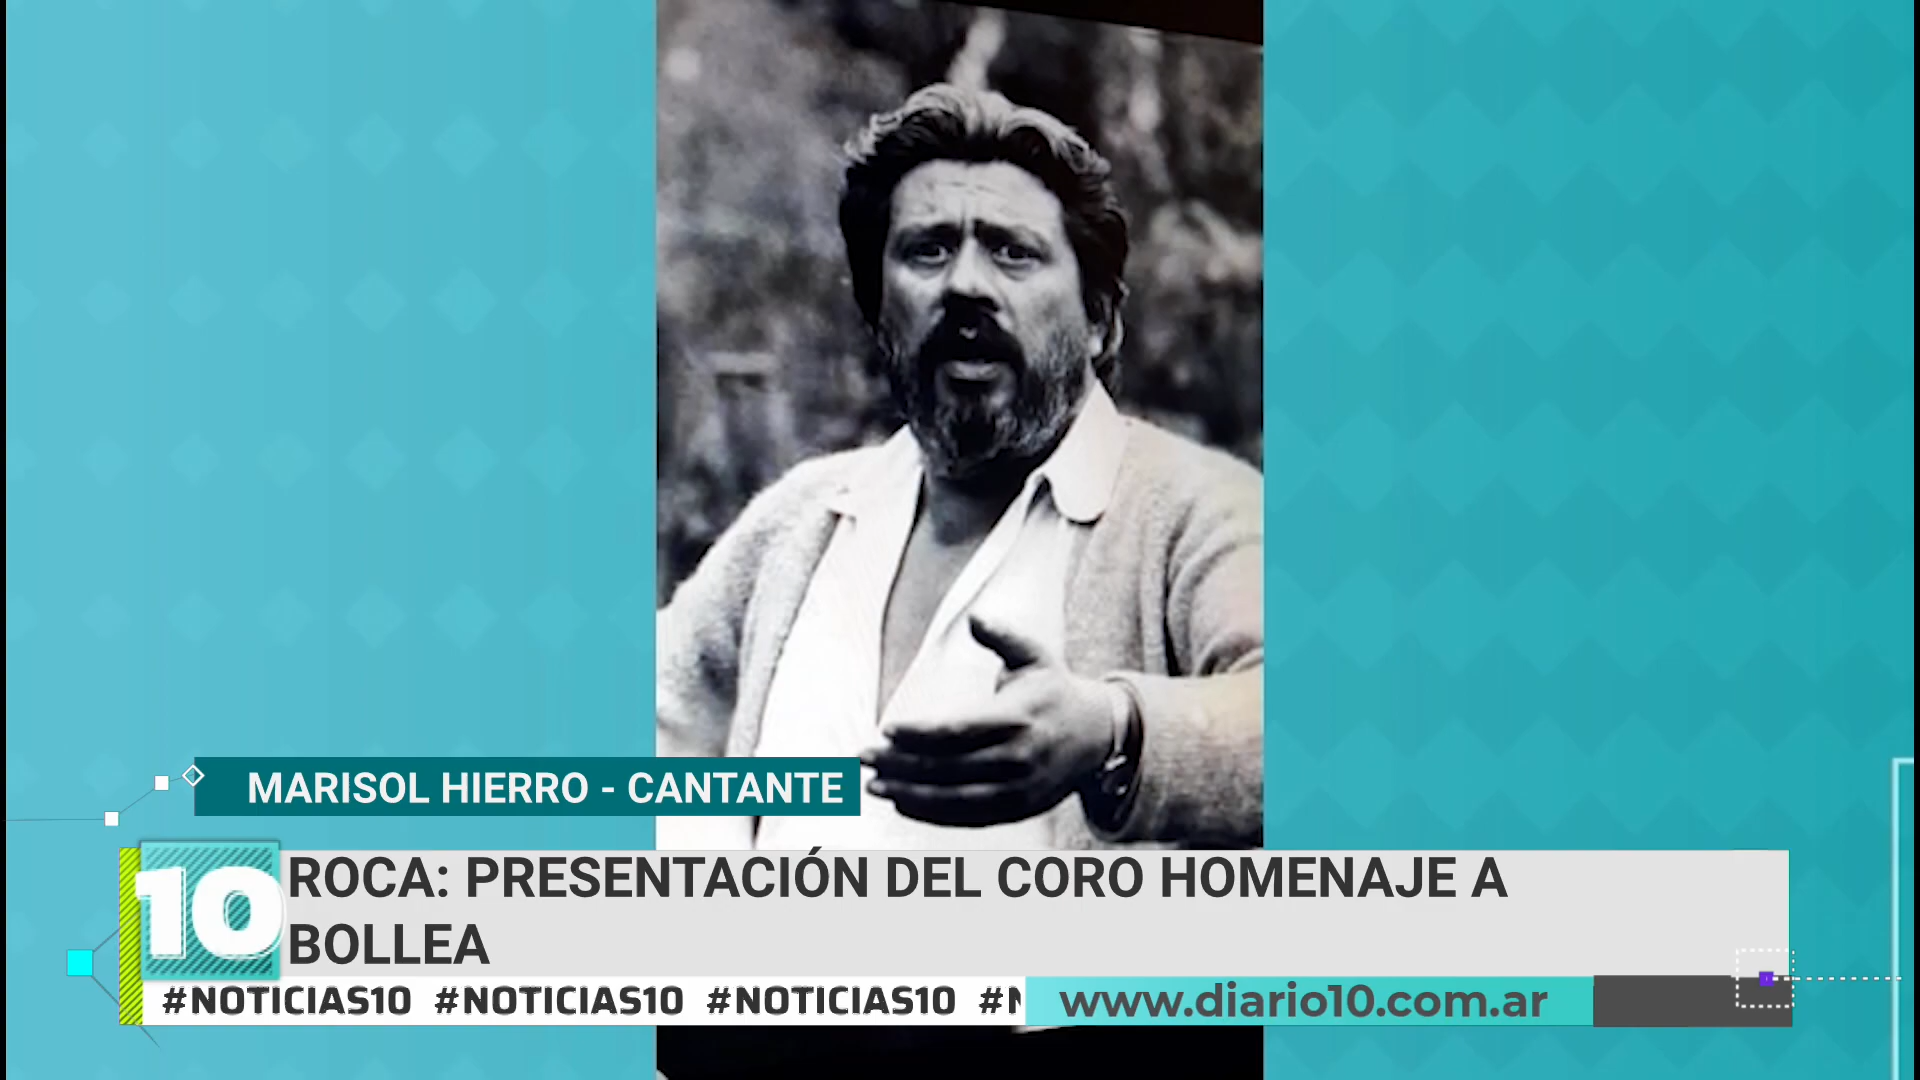 MARISOL HIERRO - CANTANTE
10
ROCA: PRESENTACIÓN DEL CORO HOMENAJE A
BOLLEA
#NOTICIAS10 #NOTICIAS10 #NOTICIAS10 #N
www.diario10.com.ar